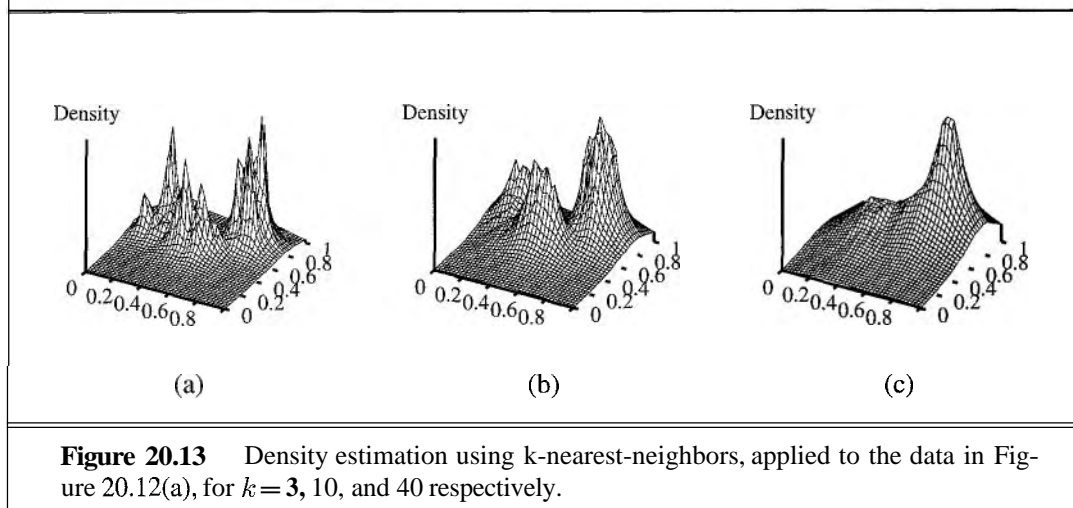 Density
Density
Density
0 0.2 0.4 0.6 0.8 0 0.2 0.4 0.6 0.8 1
0 0.2 0.4 0.6 0.8 0 0.2 0.4 0.6 0.8 1
0 0.2 0.4 0.6 0.8 0 0.2 0.4 0.6 0.8 1
(a)
(b)
(c)
Figure 20.13 Density estimation using k-nearest-neighbors, applied to the data in Fig-
ure 20.12(a), for k = 3, 10, and 40 respectively.